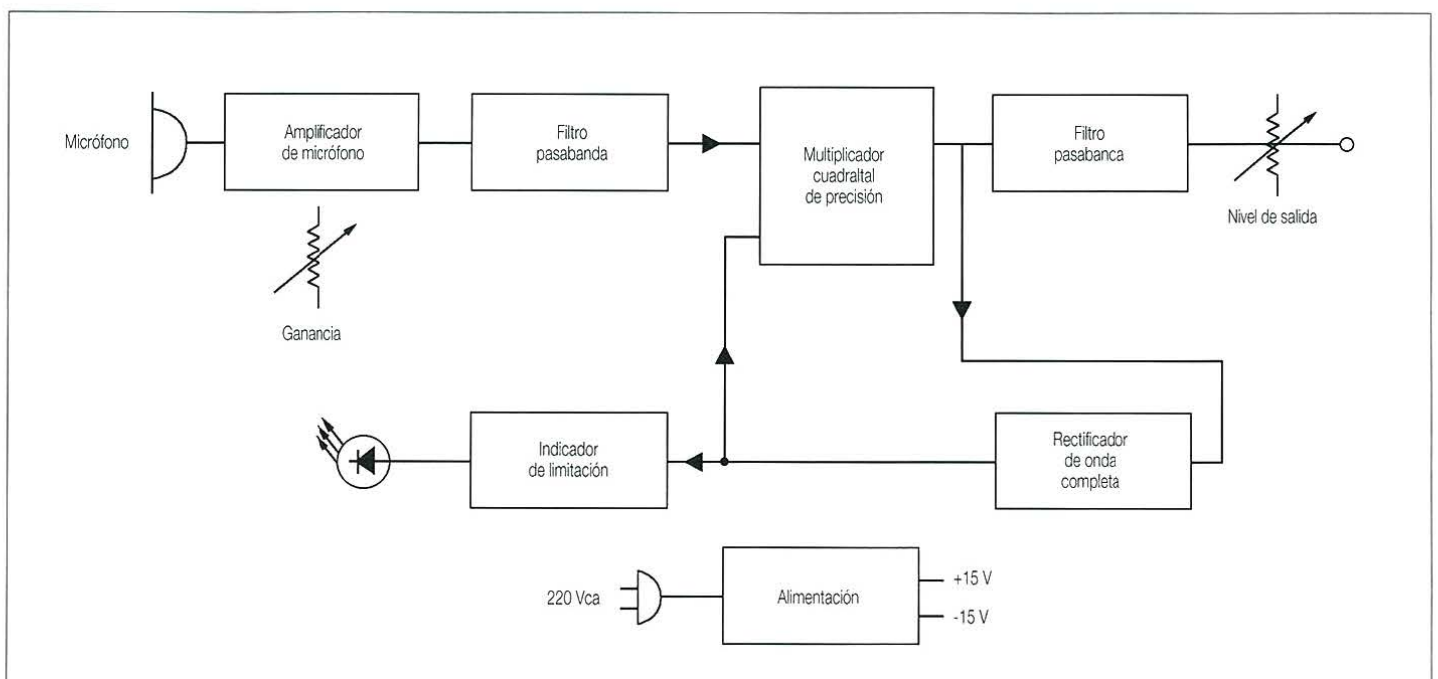 Micrófono
Amplificador
de micrófono
Filtro
pasabanda
Multiplicador
cuadraltal
de precisión
Filtro
pasabanca
Nivel de salida
Ganancia
Indicador
de limitación
Rectificador
de onda
completa
220 Vca
Alimentación
+15 V
-15 V